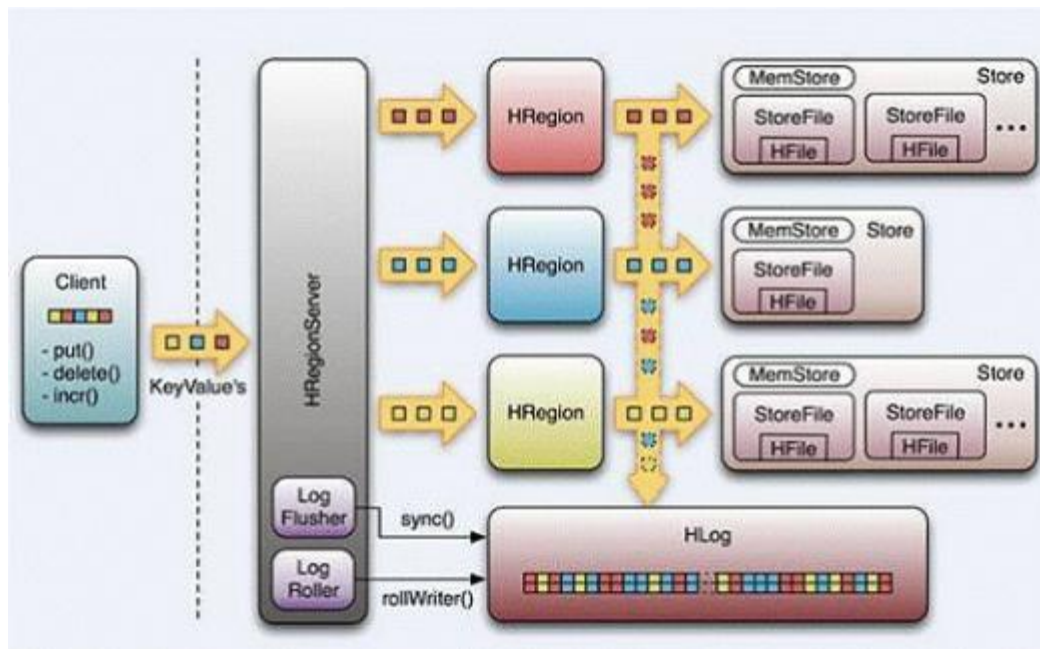 Client
- put()
- delete()
- incr()
KeyValue's
HRegionServer
Log
Flusher
Log
Roller
sync()
rollWriter()
HRegion
MemStore
Store
StoreFile
HFile
StoreFile
HFile
...
HRegion
MemStore
Store
StoreFile
HFile
HRegion
MemStore
Store
StoreFile
HFile
StoreFile
HFile
...
HLog